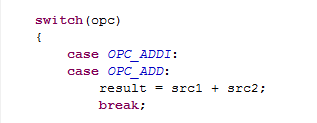 switch(opc)
{
case OPC_ADDI:
case OPC_ADD:
result = src1 + src2;
break;